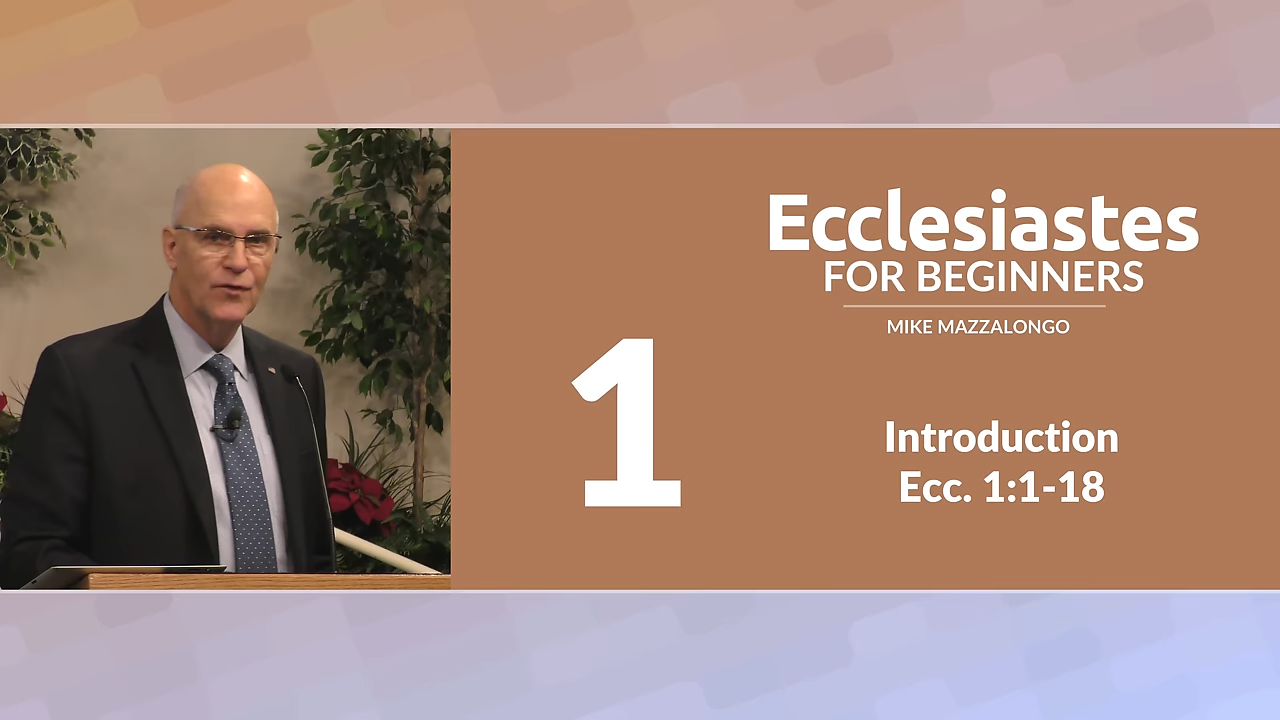 Ecclesiastes
FOR BEGINNERS
MIKE MAZZALONGO
1
Introduction
Ecc. 1:1-18